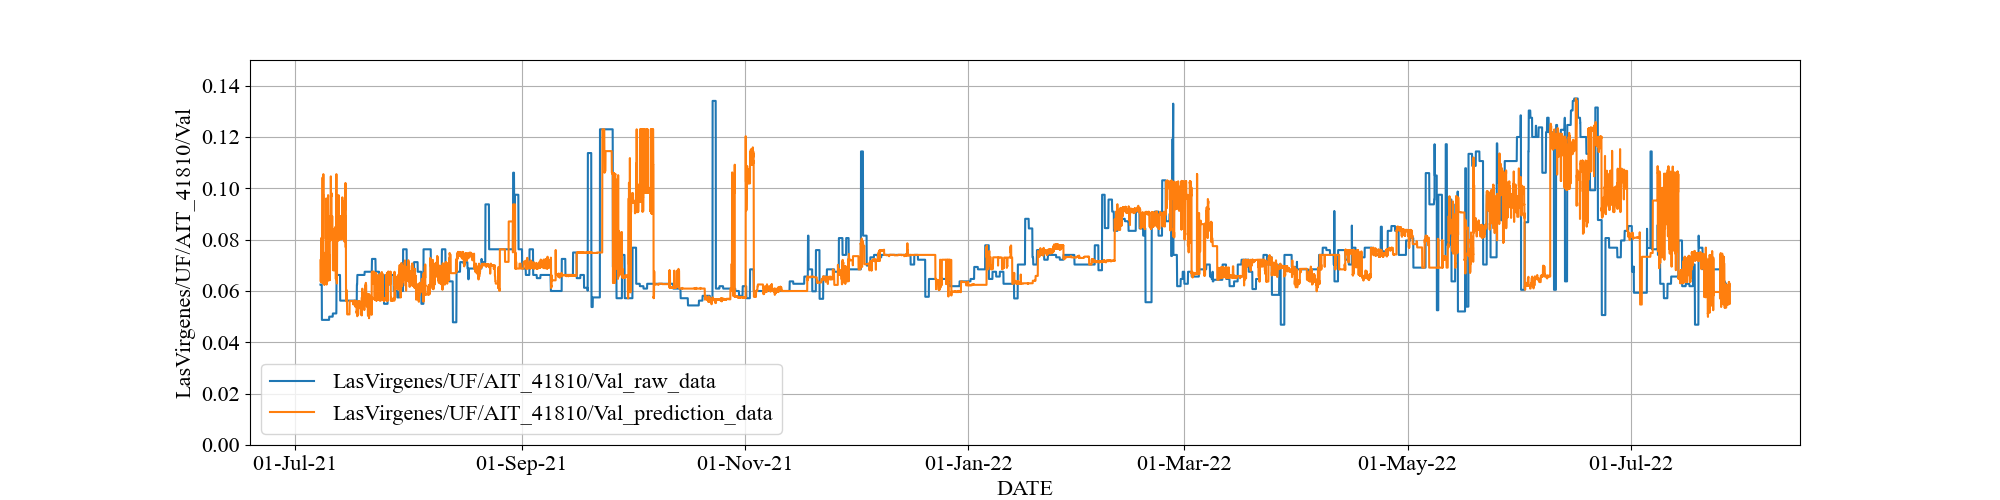 LasVirgenes/UF/AIT_41810/Val
0.14
0.12
0.10
0.08
0.06
0.04
0.02
0.00
LasVirgenes/UF/AIT_41810/Val_raw_data
LasVirgenes/UF/AIT_41810/Val_prediction_data
01-Jul-21 01-Sep-21 01-Nov-21 01-Jan-22 01-Mar-22 01-May-22 01-Jul-22
DATE